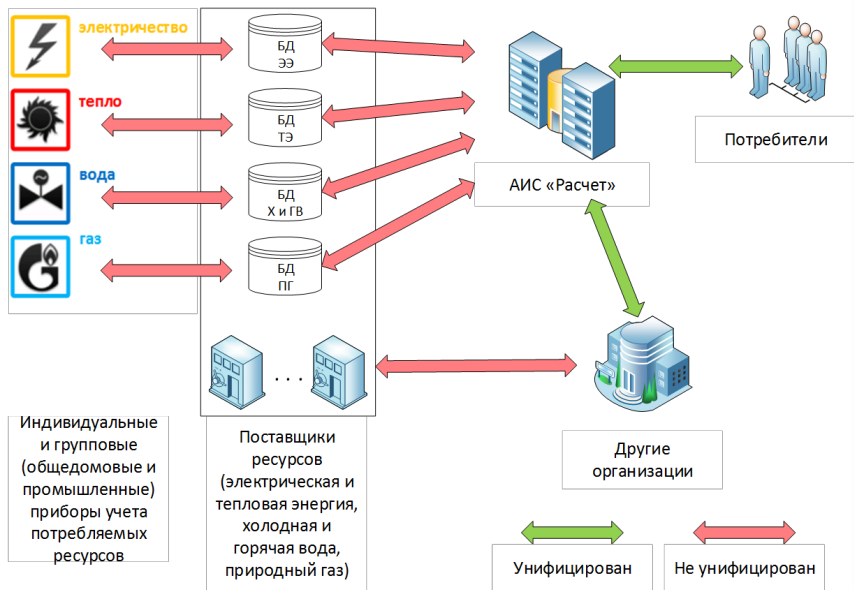 электричество
БД
ЭЭ
тепло
БД
ТЭ
вода
БД
Х и ГВ
газ
БД
ПГ
АИС «Расчет»
Потребители
. . .
Индивидуальные
и групповые
(общедомовые и
промышленные)
приборы учета
потребляемых
ресурсов
Поставщики
ресурсов
(электрическая и
тепловая энергия,
холодная и
горячая вода,
природный газ)
Другие
организации
Унифицирован
Не унифицирован